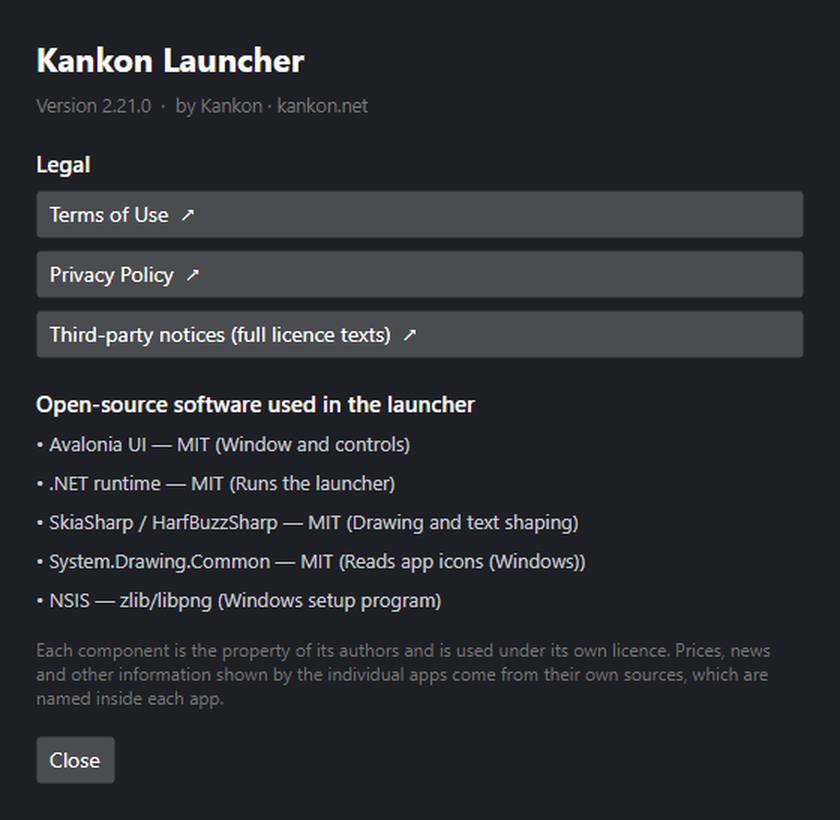 Kankon Launcher
Version 2.21.0 · by Kankon · kankon.net
Legal
Terms of Use ↗
Privacy Policy ↗
Third-party notices (full licence texts) ↗
Open-source software used in the launcher
• Avalonia UI — MIT (Window and controls)
• .NET runtime — MIT (Runs the launcher)
• SkiaSharp / HarfBuzzSharp — MIT (Drawing and text shaping)
• System.Drawing.Common — MIT (Reads app icons (Windows))
• NSIS — zlib/libpng (Windows setup program)
Each component is the property of its authors and is used under its own licence. Prices, news
and other information shown by the individual apps come from their own sources, which are
named inside each app.
Close